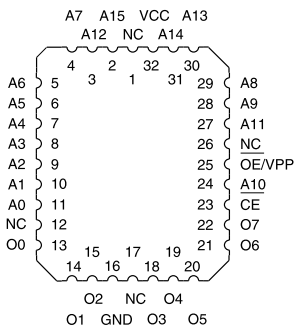 A7 A15 VCC A13
A12 NC A14
4 2 32 30
3 1 31
A6 5 29 A8
A5 6 28 A9
A4 7 27 A11
A3 8 26 NC
A2 9 25 OE/VPP
A1 10 24 A10
A0 11 23 CE
NC 12 22 O7
O0 13 21 O6
15 17 19
14 16 18 20
O2 NC O4
O1 GND O3 O5